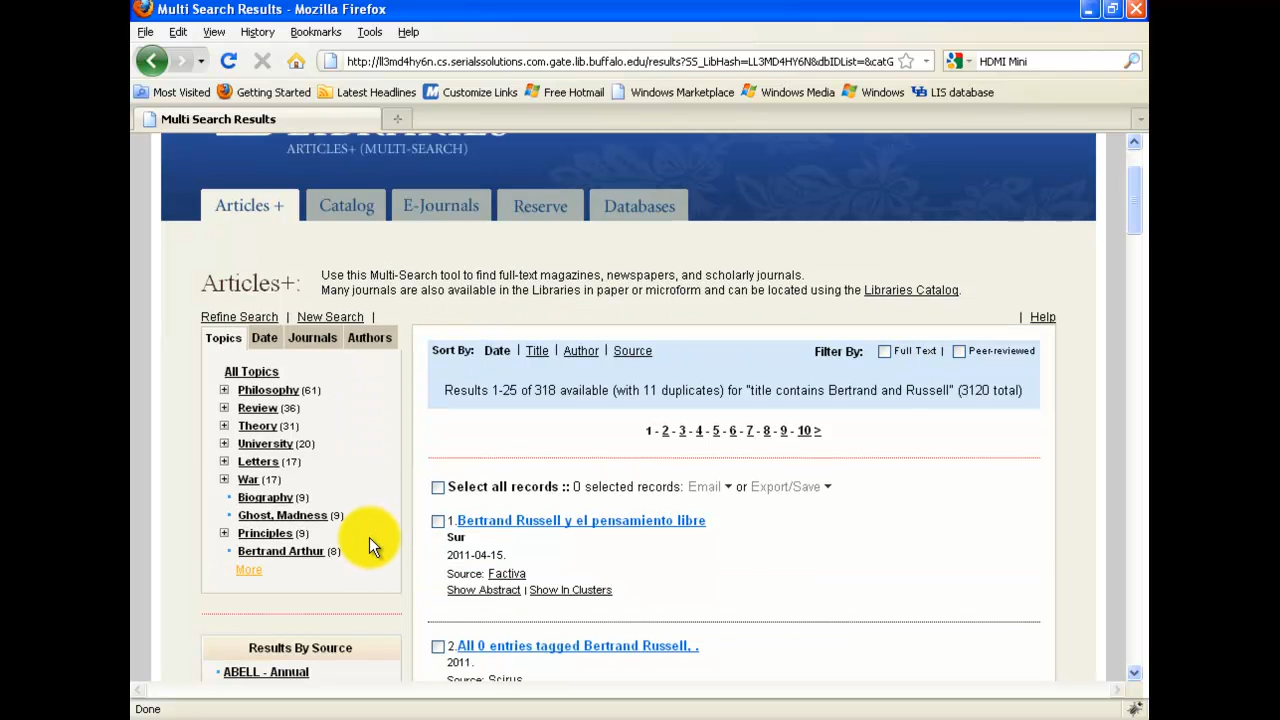 Multi Search Results - Mozilla Firefox
File Edit View History Bookmarks Tools Help
http://ll3md4hy6n.cs.serialssolutions.com.gate.lib.buffalo.edu/results?SS_LibHash=LL3MD4HY6N&dbIDList=&catG HDMI Mini
Most Visited Getting Started Latest Headlines Customize Links Free Hotmail Windows Marketplace Windows Media Windows LIS database
Multi Search Results
ARTICLES+ (MULTI-SEARCH)
Articles + Catalog E-Journals Reserve Databases
Articles+: Use this Multi-Search tool to find full-text magazines, newspapers, and scholarly journals.
Many journals are also available in the Libraries in paper or microform and can be located using the Libraries Catalog.
Refine Search | New Search | | Help
Topics Date Journals Authors
All Topics
Philosophy (61)
Review (36)
Theory (31)
University (20)
Letters (17)
War (17)
Biography (9)
Ghost, Madness (9)
Principles (9)
Bertrand Arthur (8)
More
Results By Source
ABELL - Annual
Sort By: Date | Title | Author | Source Filter By: Full Text | Peer-reviewed
Results 1-25 of 318 available (with 11 duplicates) for "title contains Bertrand and Russell" (3120 total)
1 - 2 - 3 - 4 - 5 - 6 - 7 - 8 - 9 - 10 >
Select all records :: 0 selected records: Email or Export/Save
1. Bertrand Russell y el pensamiento libre
Sur
2011-04-15.
Source: Factiva
Show Abstract | Show In Clusters
2. All 0 entries tagged Bertrand Russell, .
2011.
Source: Scirus
Done